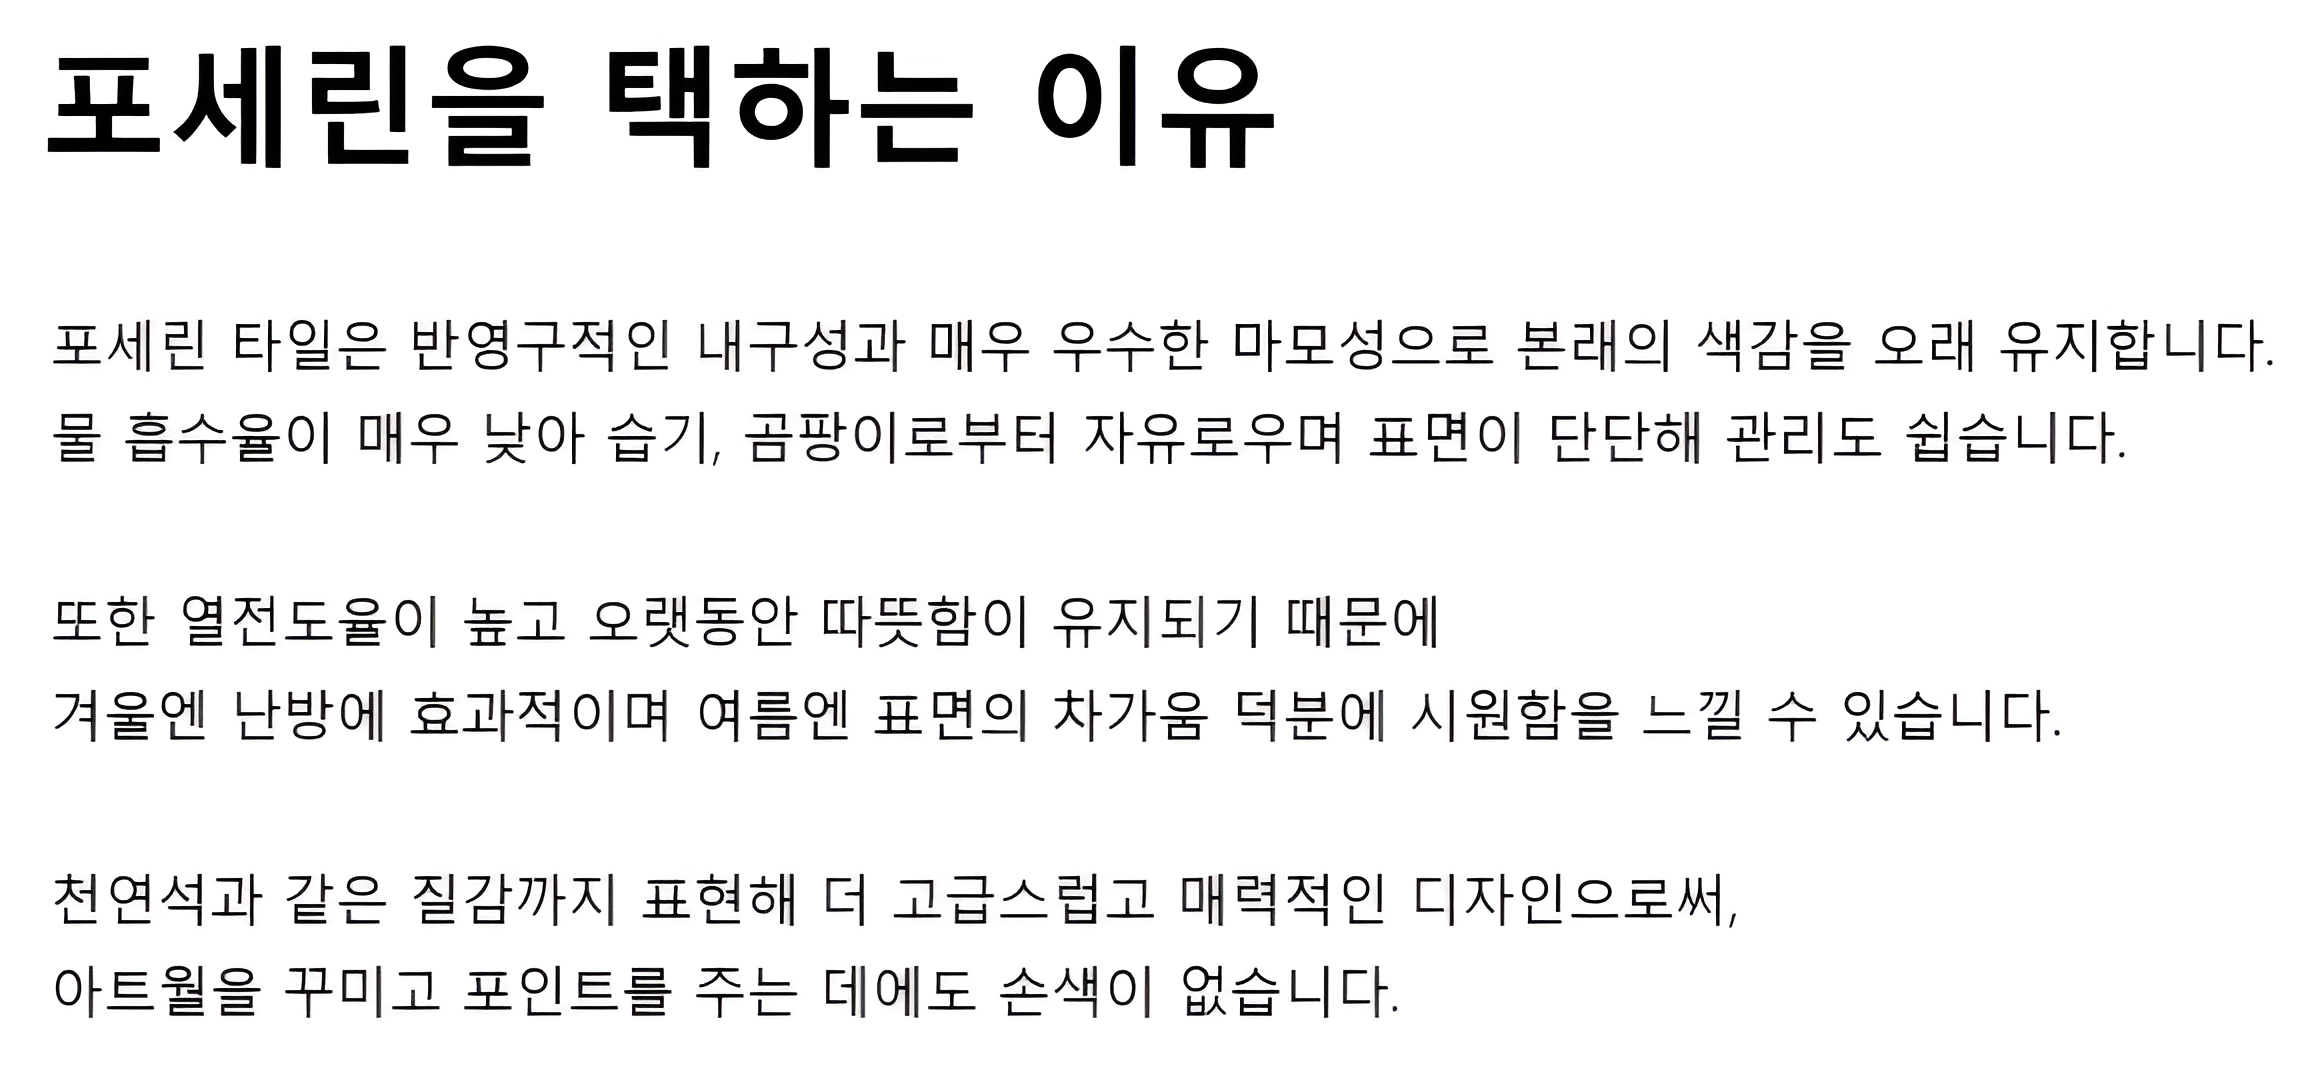 포세린을 택하는 이유
포세린 타일은 반영구적인 내구성과 매우 우수한 마모성으로 본래의 색감을 오래 유지합니다.
물 흡수율이 매우 낮아 습기, 곰팡이로부터 자유로우며 표면이 단단해 관리도 쉽습니다.
또한 열전도율이 높고 오랫동안 따뜻함이 유지되기 때문에
겨울엔 난방에 효과적이며 여름엔 표면의 차가움 덕분에 시원함을 느낄 수 있습니다.
천연석과 같은 질감까지 표현해 더 고급스럽고 매력적인 디자인으로써,
아트월을 꾸미고 포인트를 주는 데에도 손색이 없습니다.